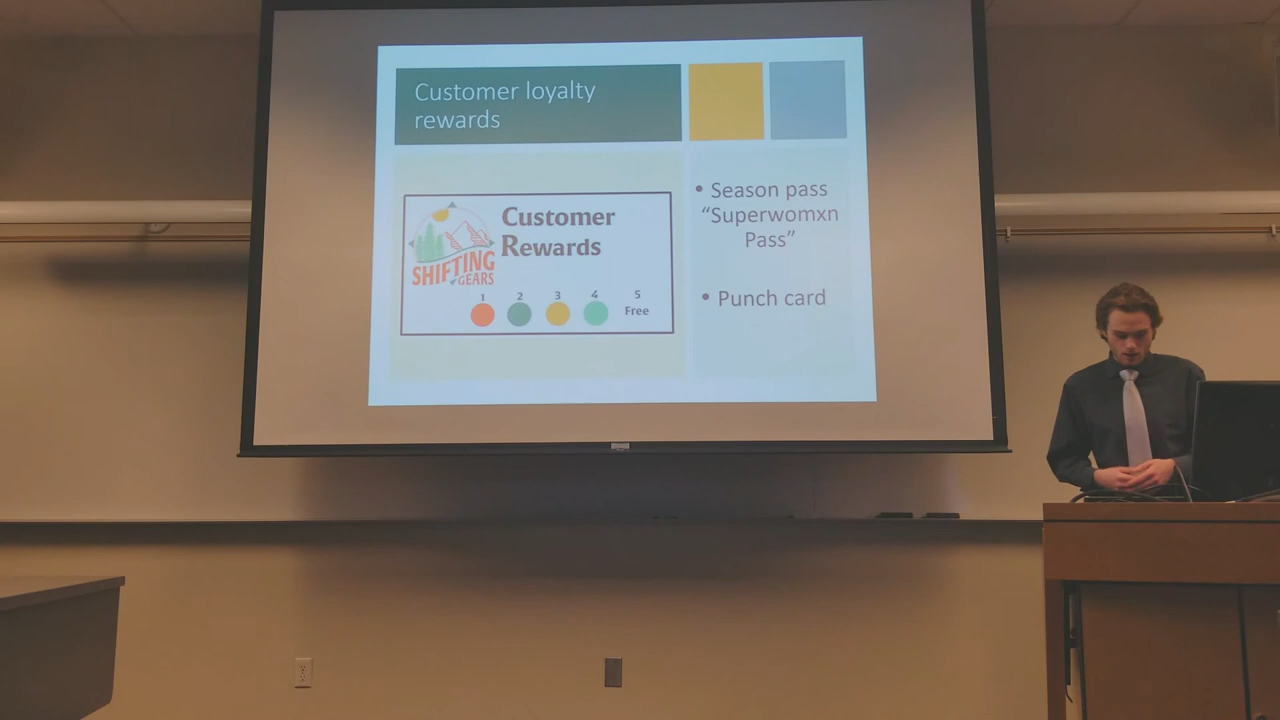 Customer loyalty
rewards
Customer
Rewards
SHIFTING
GEARS
1 2 3 4 5
Free
• Season pass
“Superwomxn
Pass”
• Punch card